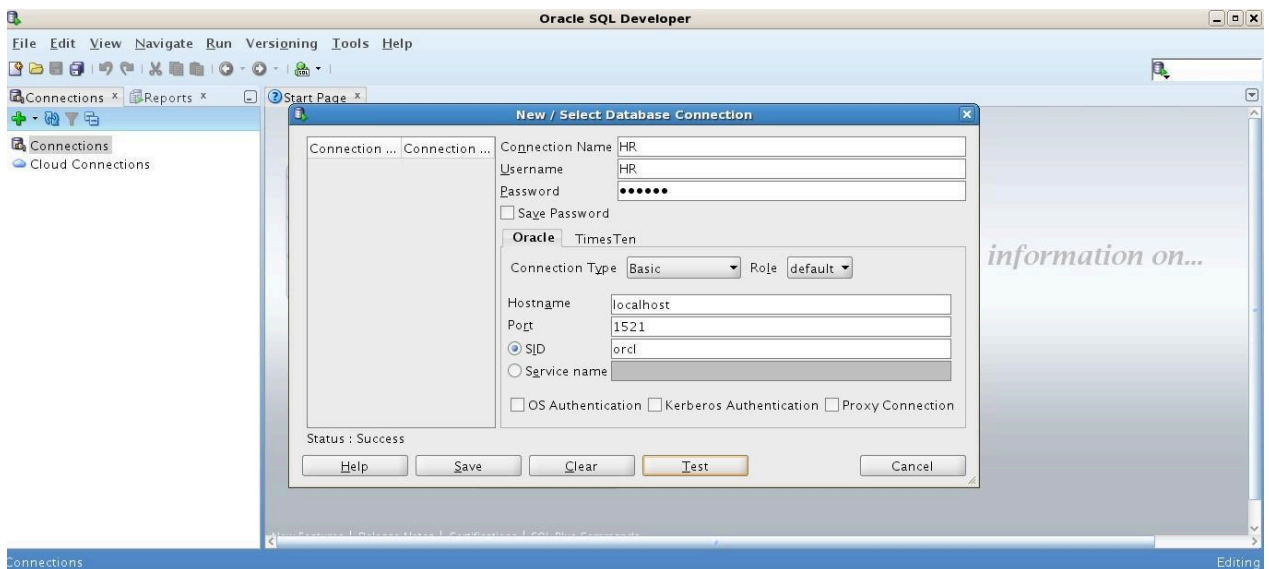 Oracle SQL Developer
File Edit View Navigate Run Versioning Tools Help
Connections Reports
Start Page
Connections
Cloud Connections
New / Select Database Connection
Connection ... Connection ...
Connection Name HR
Username HR
Password ●●●●●●
Save Password
Oracle TimesTen
Connection Type Basic Role default
Hostname localhost
Port 1521
SID orcl
Service name
OS Authentication Kerberos Authentication Proxy Connection
Status : Success
Help Save Clear Test Cancel
information on...
Connections Editing